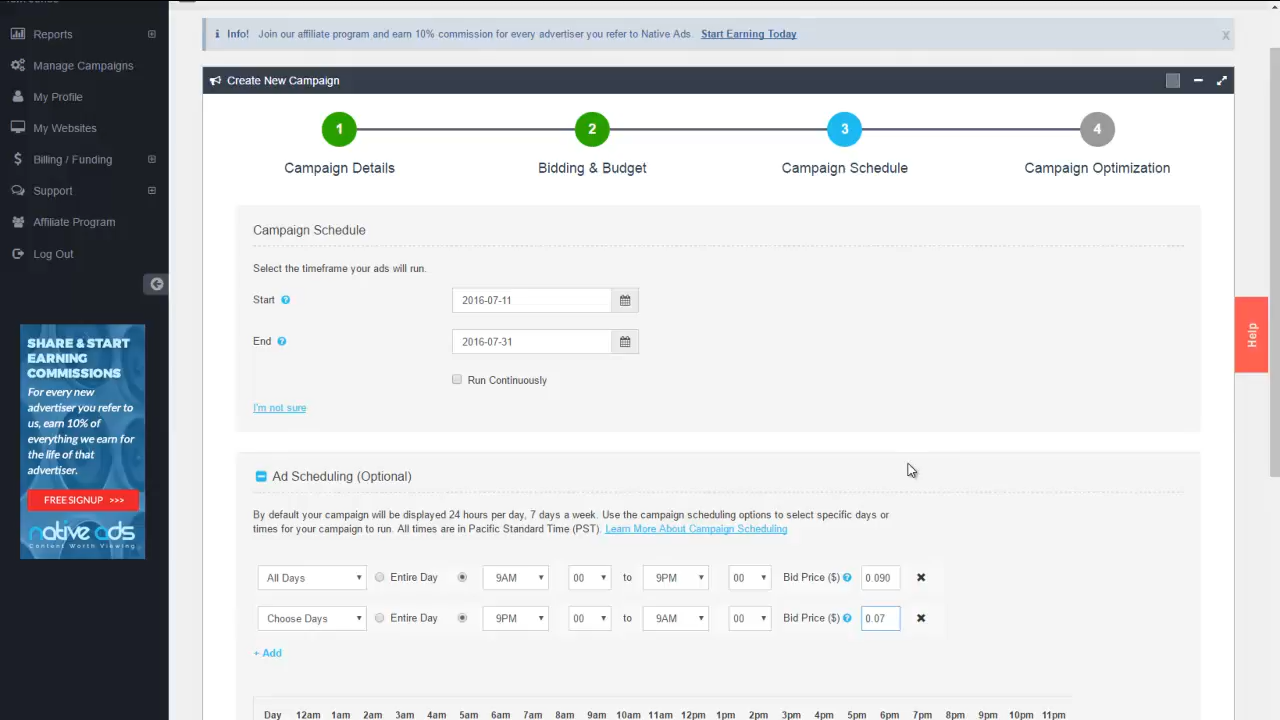 Reports
Manage Campaigns
My Profile
My Websites
Billing / Funding
Support
Affiliate Program
Log Out
SHARE & START
EARNING
COMMISSIONS
For every new
advertiser you refer to
us, earn 10% of
everything we earn for
the life of that
advertiser.
FREE SIGNUP >>>
native ads
Content Worth Viewing
Info! Join our affiliate program and earn 10% commission for every advertiser you refer to Native Ads. Start Earning Today
X
Create New Campaign
1 2 3 4
Campaign Details Bidding & Budget Campaign Schedule Campaign Optimization
Campaign Schedule
Select the timeframe your ads will run.
Start ? 2016-07-11
End ? 2016-07-31
Run Continuously
I'm not sure
Ad Scheduling (Optional)
By default your campaign will be displayed 24 hours per day, 7 days a week. Use the campaign scheduling options to select specific days or
times for your campaign to run. All times are in Pacific Standard Time (PST). Learn More About Campaign Scheduling
All Days Entire Day 9AM 00 to 9PM 00 Bid Price ($) ? 0.090
Choose Days Entire Day 9PM 00 to 9AM 00 Bid Price ($) ? 0.07
+ Add
Day 12am 1am 2am 3am 4am 5am 6am 7am 8am 9am 10am 11am 12pm 1pm 2pm 3pm 4pm 5pm 6pm 7pm 8pm 9pm 10pm 11pm
Help